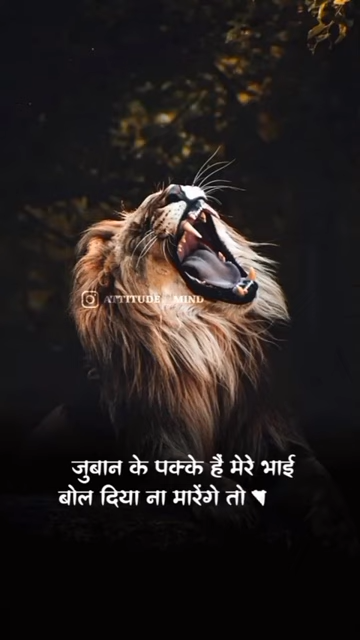 ATTITUDE MIND
जुबान के पक्के हैं मेरे भाई
बोल दिया ना मारेंगे तो ♥